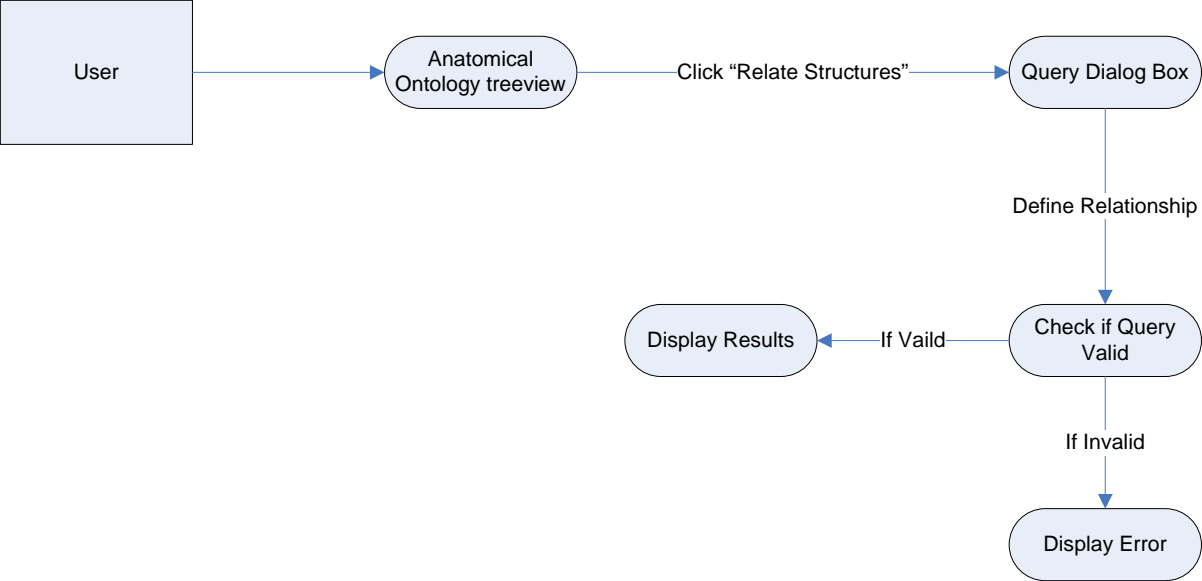 User
Anatomical
Ontology treeview
Click “Relate Structures”
Query Dialog Box
Define Relationship
Check if Query
Valid
If Vaild
Display Results
If Invalid
Display Error